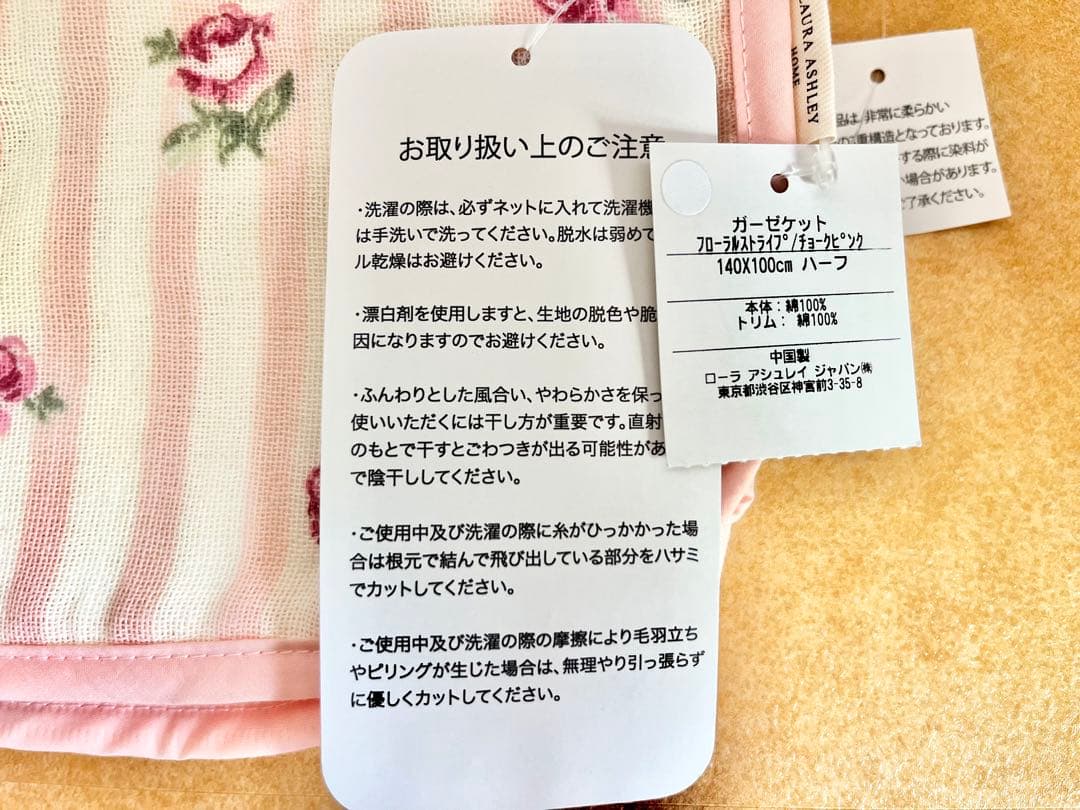 お取り扱い上のご注意
・洗濯の際は、必ずネットに入れて洗濯機
は手洗いで洗ってください。脱水は弱めて
ル乾燥はお避けください。
・漂白剤を使用しますと、生地の脱色や脆
因になりますのでお避けください。
・ふんわりとした風合い、やわらかさを保っ
使いいただくには干し方が重要です。直射
のもとで干すとごわつきが出る可能性があ
で陰干ししてください。
・ご使用中及び洗濯の際に糸がひっかかった場
合は根元で結んで飛び出している部分をハサミ
でカットしてください。
・ご使用中及び洗濯の際の摩擦により毛羽立ち
やピリングが生じた場合は、無理やり引っ張らず
に優しくカットしてください。
ガーゼケット
フローラルストライプ/チョークピンク
140X100cm ハーフ
本体：綿100%
トリム： 綿100%
中国製
ローラ アシュレイ ジャパン㈱
東京都渋谷区神宮前3-35-8
LAURA ASHLEY
HOME
品は、非常に柔らかい
重構造となっております。
する際に染料が
い場合があります。
了承ください。